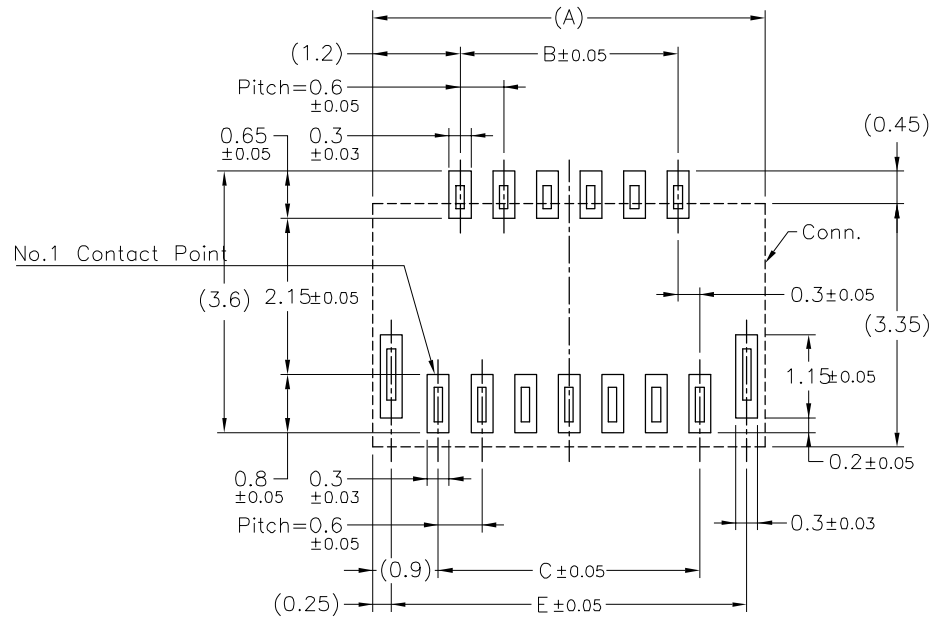 (A)
(1.2)
B±0.05
Pitch=0.6
±0.05
(0.45)
0.65
±0.05
0.3
±0.03
Conn.
No.1 Contact Point
(3.6)
2.15±0.05
0.3±0.05
(3.35)
1.15±0.05
0.2±0.05
0.8
±0.05
0.3
±0.03
Pitch=0.6
±0.05
0.3±0.03
(0.9)
C±0.05
(0.25)
E±0.05